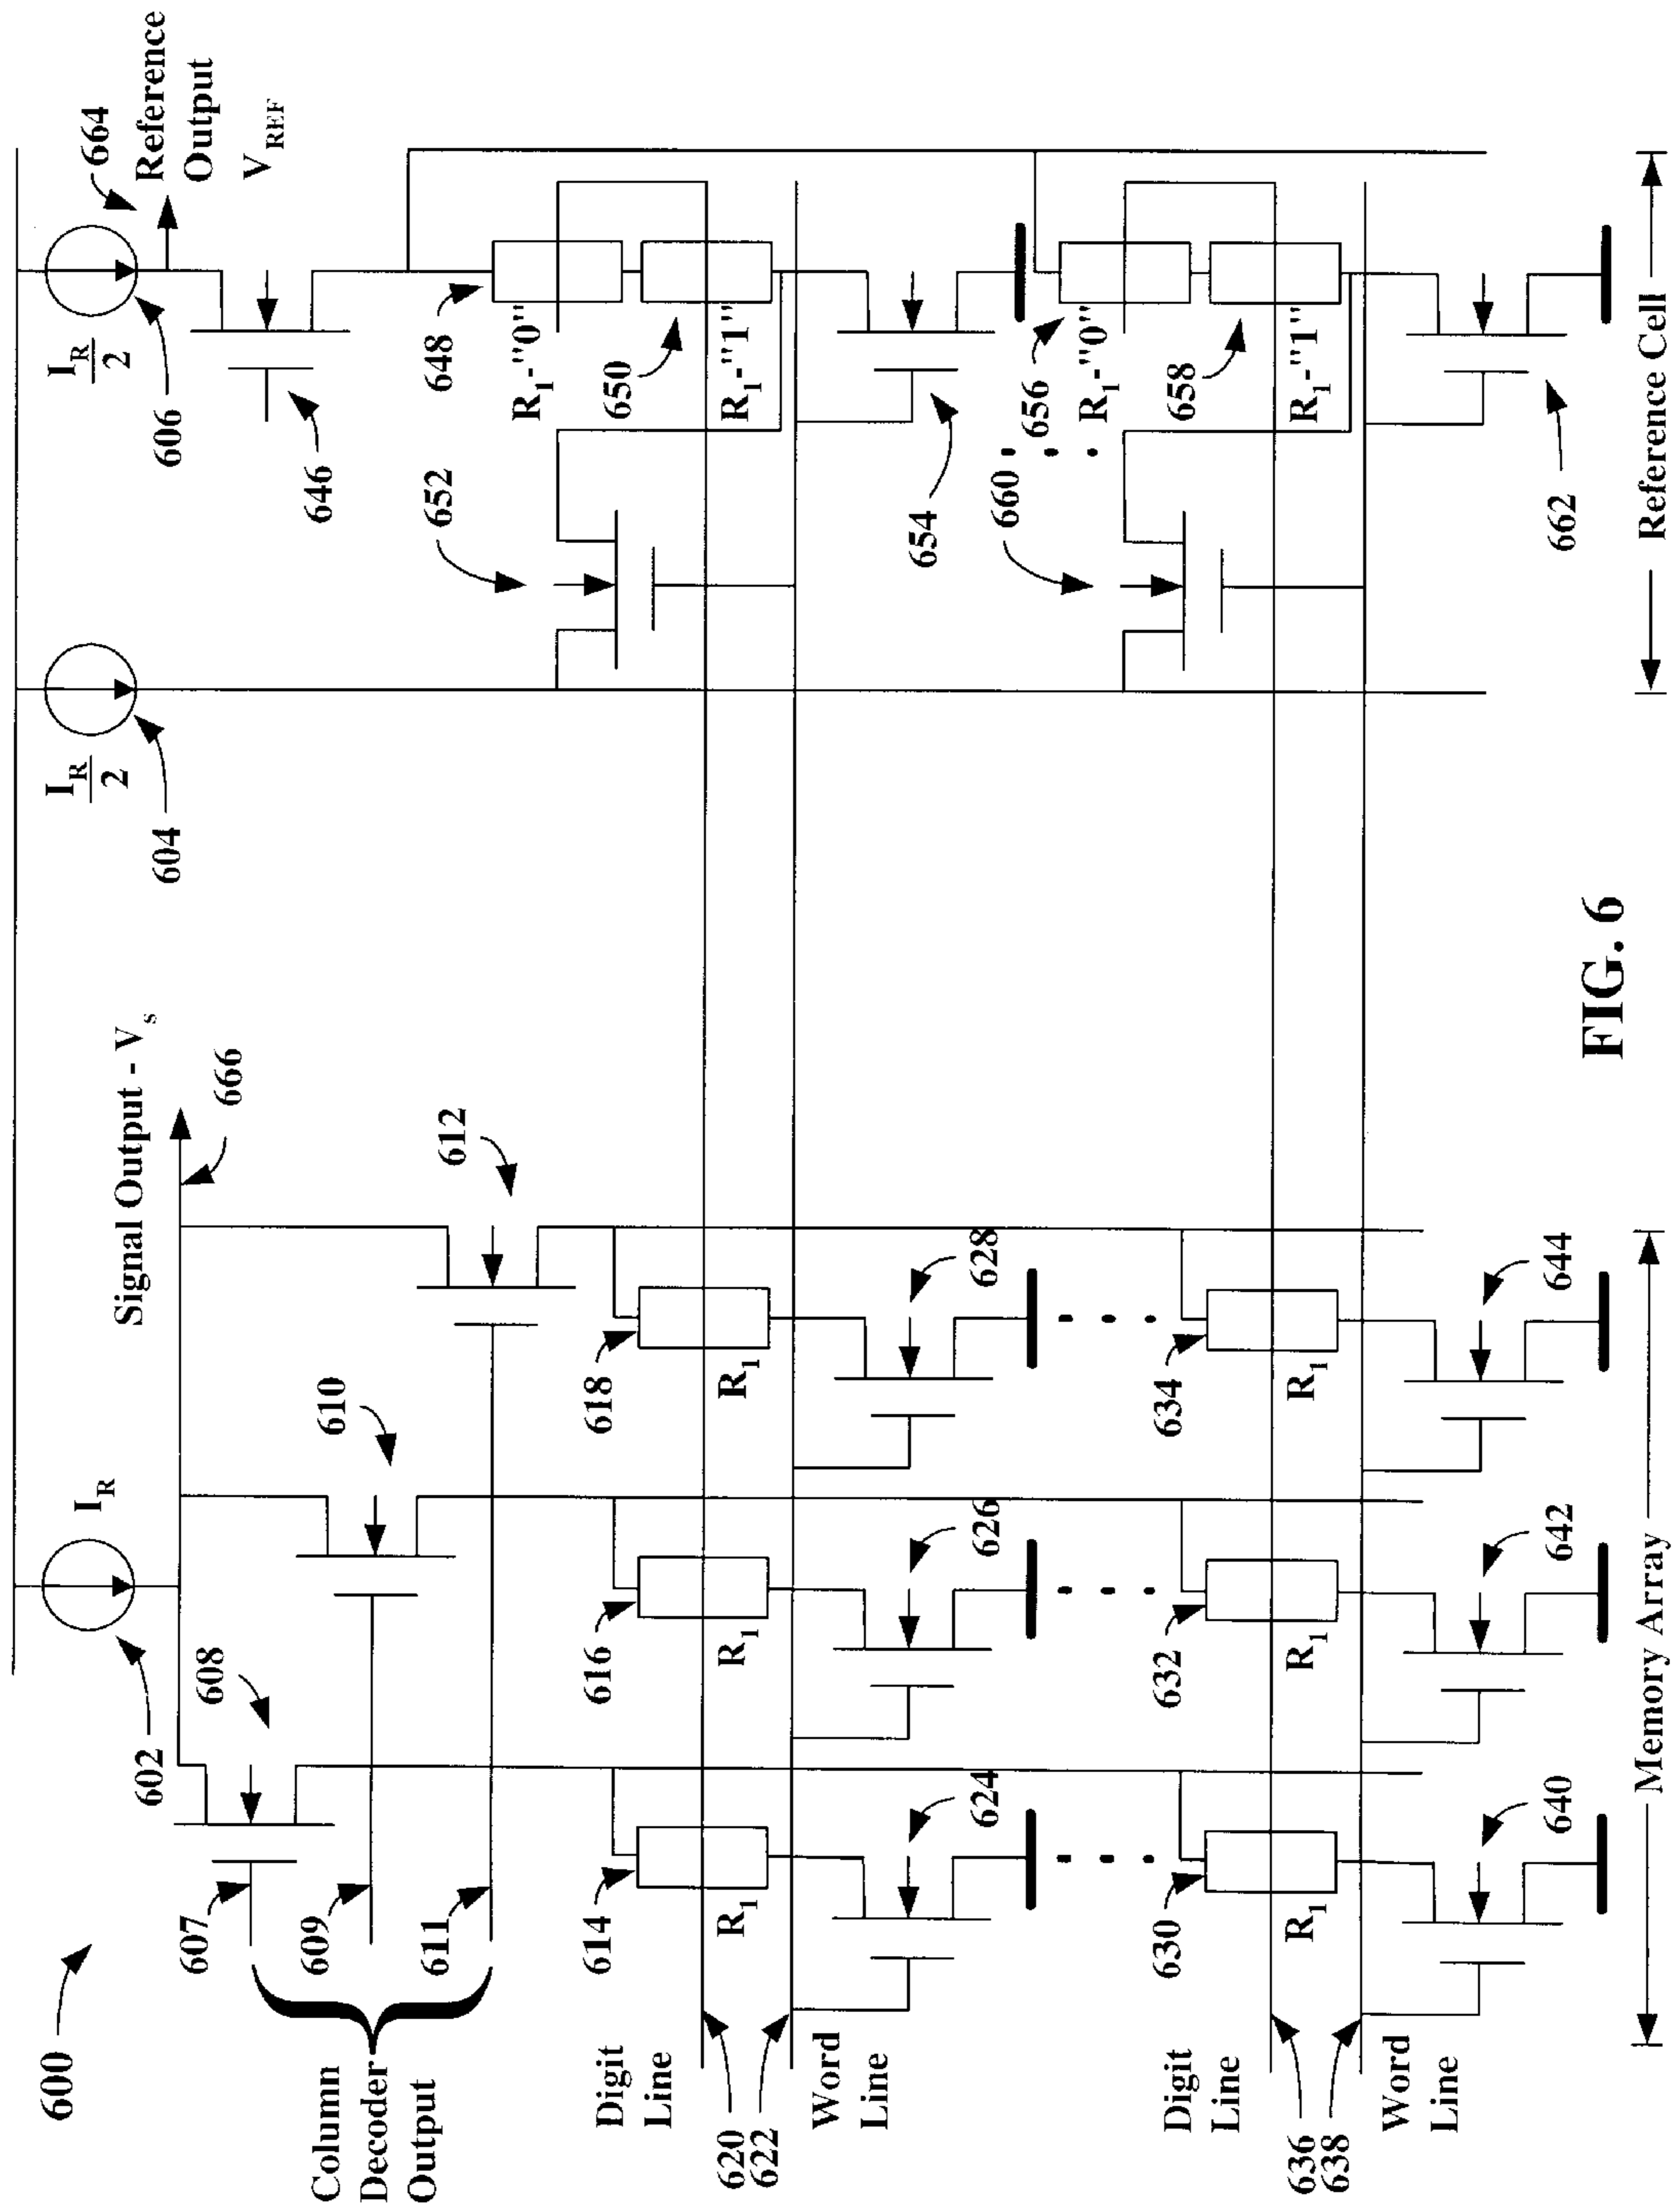 600
Column
Decoder
Output
607
609
611
602
I_R
608
610
612
Signal Output - V_s
666
I_R/2
604
I_R/2
606
664
Reference
Output
V_REF
646
Digit
Line
620
622
Word
Line
614
R_1
616
R_1
618
R_1
624
626
628
652
648
R_1-"0"
650
R_1-"1"
654
Digit
Line
636
638
Word
Line
630
R_1
632
R_1
634
R_1
640
642
644
660
656
R_1-"0"
658
R_1-"1"
662
Memory Array
Reference Cell
FIG. 6